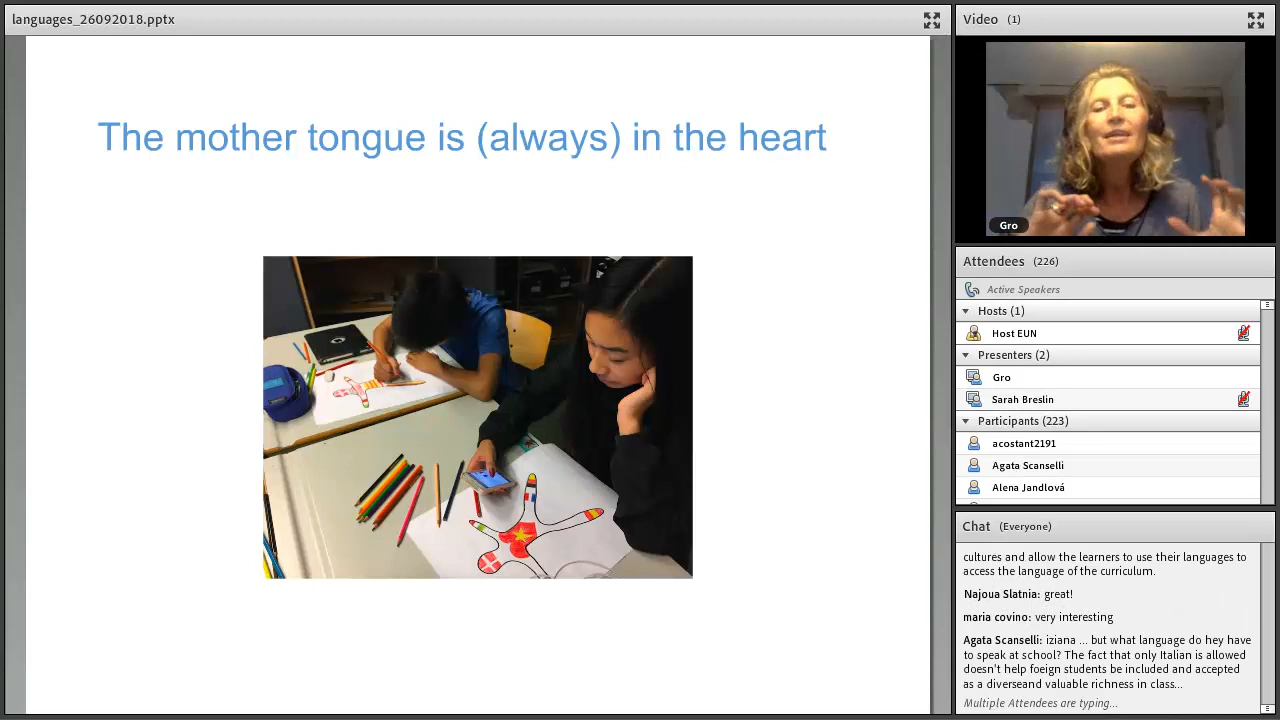 languages_26092018.pptx
The mother tongue is (always) in the heart
Video (1)
Gro
Attendees (226)
Active Speakers
Hosts (1)
Host EUN
Presenters (2)
Gro
Sarah Breslin
Participants (223)
acostant2191
Agata Scanselli
Alena Jandlová
Chat (Everyone)
cultures and allow the learners to use their languages to
access the language of the curriculum.
Najoua Slatnia: great!
maria covino: very interesting
Agata Scanselli: iziana ... but what language do hey have
to speak at school? The fact that only Italian is allowed
doesn't help foeign students be included and accepted
as a diverseand valuable richness in class...
Multiple Attendees are typing...